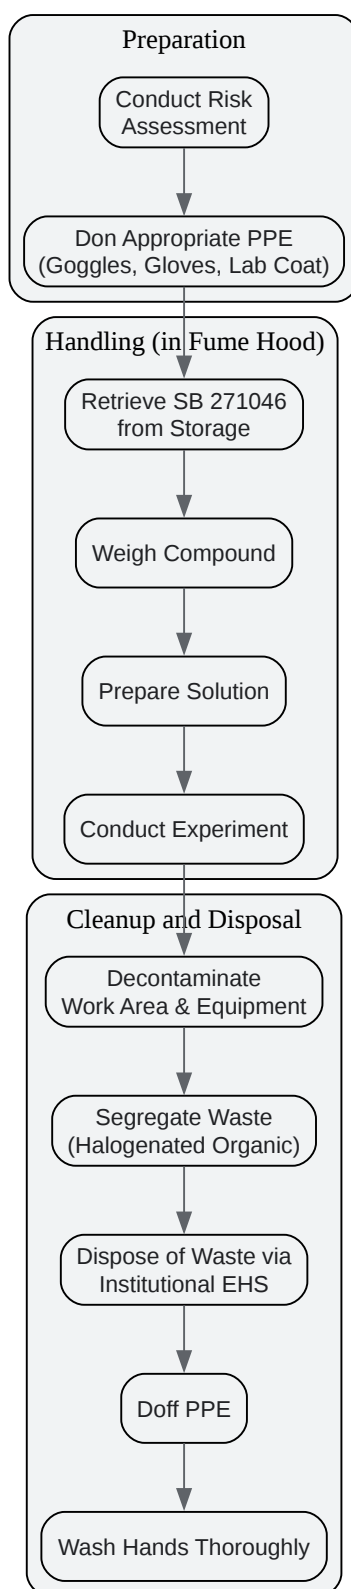 Preparation
Conduct Risk
Assessment
Don Appropriate PPE
(Goggles, Gloves, Lab Coat)
Handling (in Fume Hood)
Retrieve SB 271046
from Storage
Weigh Compound
Prepare Solution
Conduct Experiment
Cleanup and Disposal
Decontaminate
Work Area & Equipment
Segregate Waste
(Halogenated Organic)
Dispose of Waste via
Institutional EHS
Doff PPE
Wash Hands Thoroughly